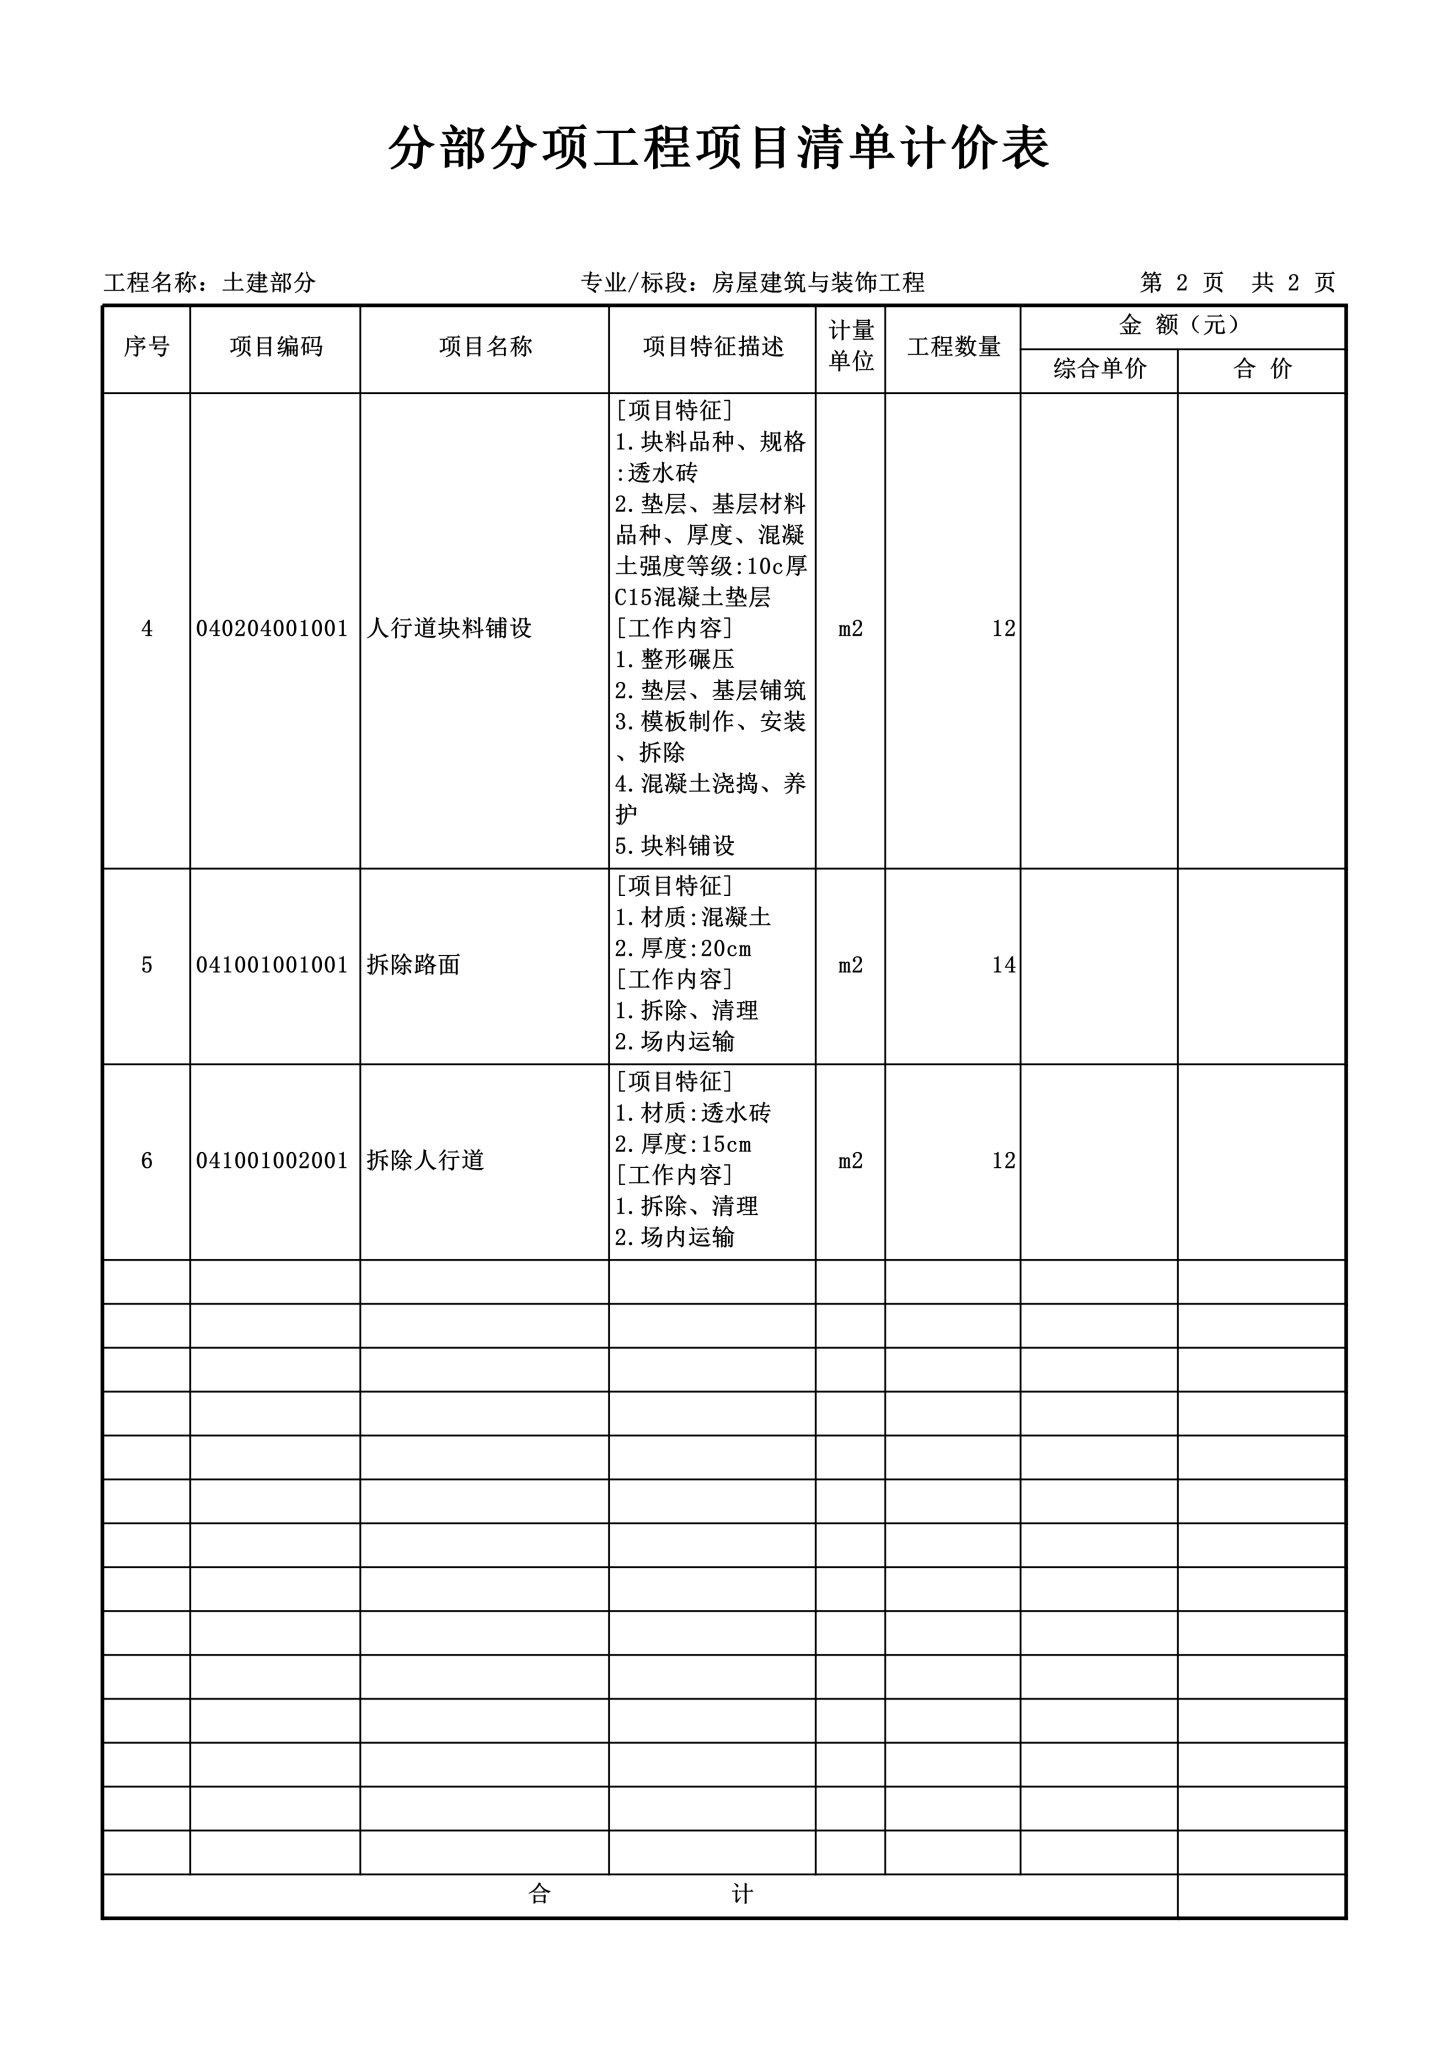 分部分项工程项目清单计价表
工程名称：土建部分 专业/标段：房屋建筑与装饰工程 第 2 页 共 2 页
序号 项目编码 项目名称 项目特征描述 计量单位 工程数量 金 额（元）
综合单价 合 价
4 040204001001 人行道块料铺设
[项目特征]
1.块料品种、规格
:透水砖
2.垫层、基层材料
品种、厚度、混凝
土强度等级:10c厚
C15混凝土垫层
[工作内容]
1.整形碾压
2.垫层、基层铺筑
3.模板制作、安装
、拆除
4.混凝土浇捣、养
护
5.块料铺设
m2 12
5 041001001001 拆除路面
[项目特征]
1.材质:混凝土
2.厚度:20cm
[工作内容]
1.拆除、清理
2.场内运输
m2 14
6 041001002001 拆除人行道
[项目特征]
1.材质:透水砖
2.厚度:15cm
[工作内容]
1.拆除、清理
2.场内运输
m2 12
合 计